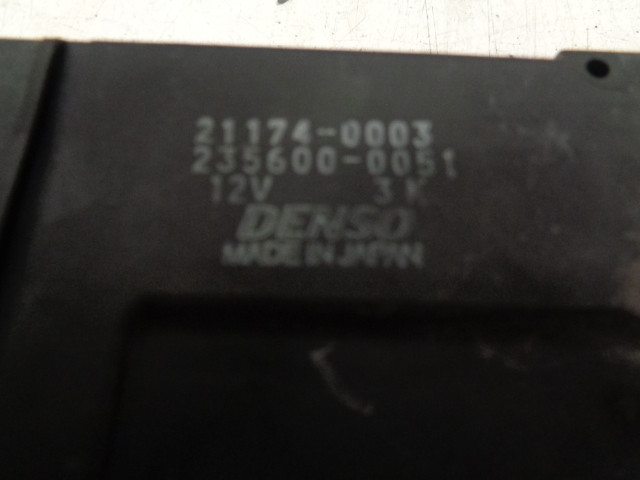 21174-0003
235600-0051
12V 3K
DENSO
MADE IN JAPAN